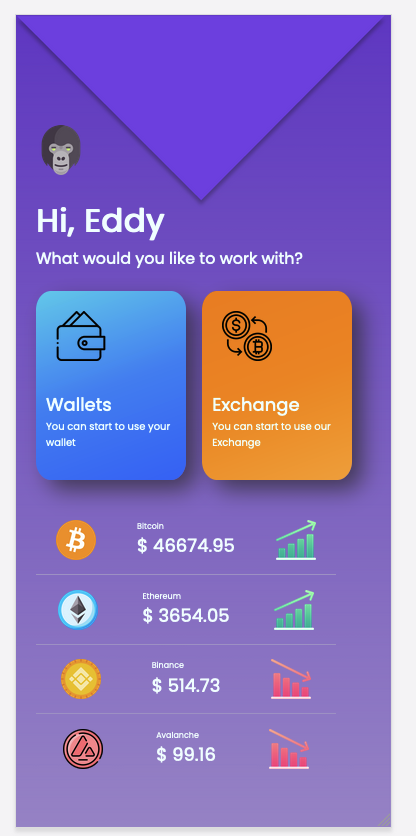 Hi, Eddy
What would you like to work with?
Wallets
You can start to use your
wallet
Exchange
You can start to use our
Exchange
Bitcoin
$ 46674.95
Ethereum
$ 3654.05
Binance
$ 514.73
Avalanche
$ 99.16